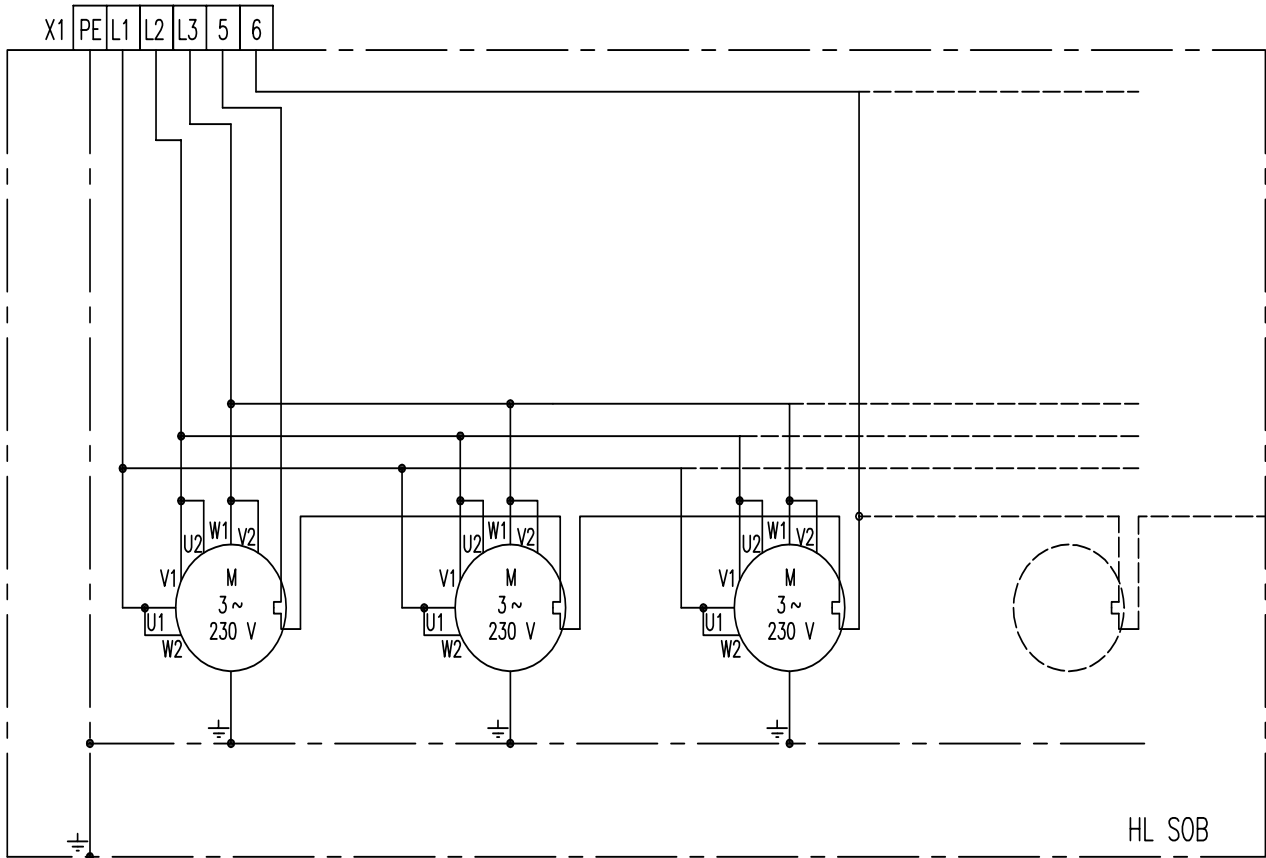 X1 PE L1 L2 L3 5 6
W1 W1 W1
U2 V2 U2 V2 U2 V2
V1 M V1 M V1 M
3 ~ 3 ~ 3 ~
U1 230 V U1 230 V U1 230 V
W2 W2 W2
HL SOB